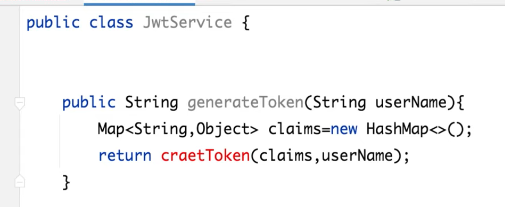 public class JwtService {
public String generateToken(String userName){
Map<String,Object> claims=new HashMap<>();
return craetToken(claims,userName);
}